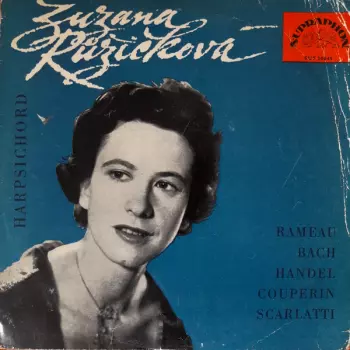 Zuzana
Růžičková
SUPRAPHON
HARPSICHORD
RAMEAU
BACH
HANDEL
COUPERIN
SCARLATTI